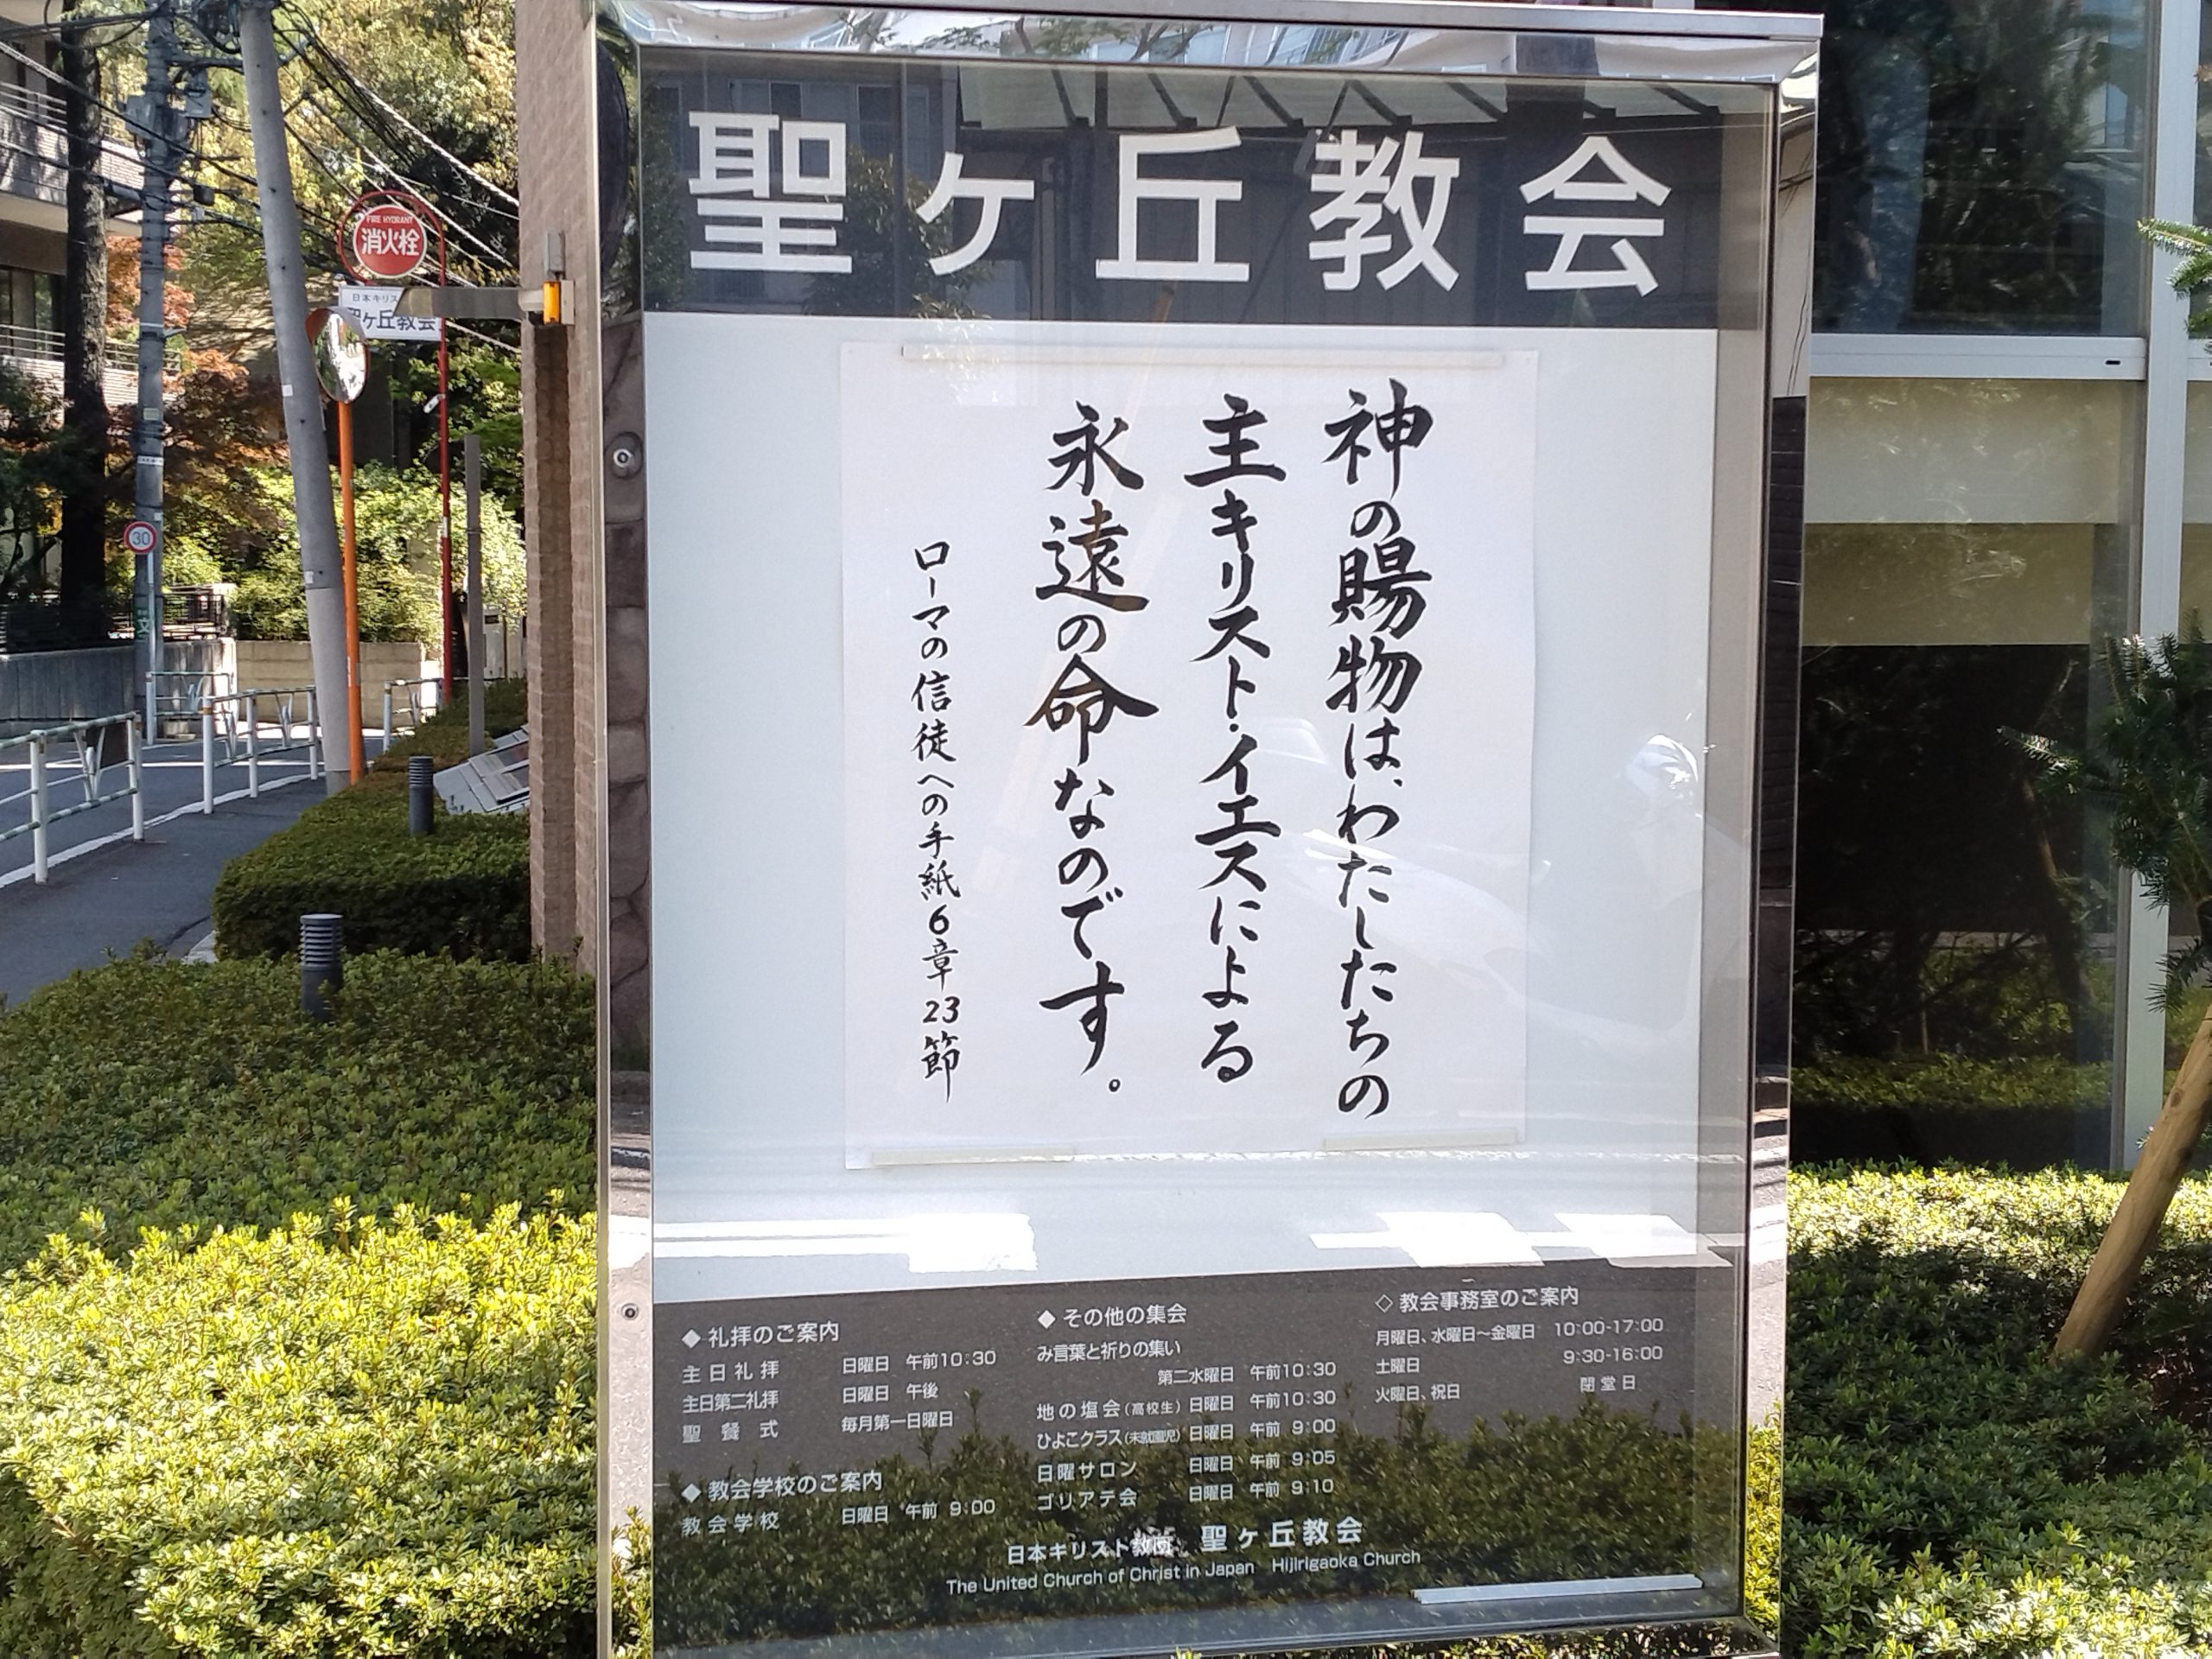 聖ヶ丘教会
神の賜物は、わたしたちの
主キリスト・イエスによる
永遠の命なのです。
ローマの信徒への手紙6章23節
◆ 礼拝のご案内
主日礼拝 日曜日 午前10:30
主日第二礼拝 日曜日 午後
聖餐式 毎月第一日曜日
◆ 教会学校のご案内
教会学校 日曜日 午前 9:00
◆ その他の集会
み言葉と祈りの集い
第二水曜日 午前10:30
地の塩会(高校生) 日曜日 午前10:30
ひよこクラス(未就園児) 日曜日 午前 9:00
日曜サロン 日曜日 午前 9:05
ゴリアテ会 日曜日 午前 9:10
◇ 教会事務室のご案内
月曜日、水曜日〜金曜日 10:00-17:00
土曜日 9:30-16:00
火曜日、祝日 閉堂日
日本キリスト教団 聖ヶ丘教会
The United Church of Christ in Japan Hijirigaoka Church
FIRE HYDRANT
消火栓
日本キリス
聖ヶ丘教会
30
文